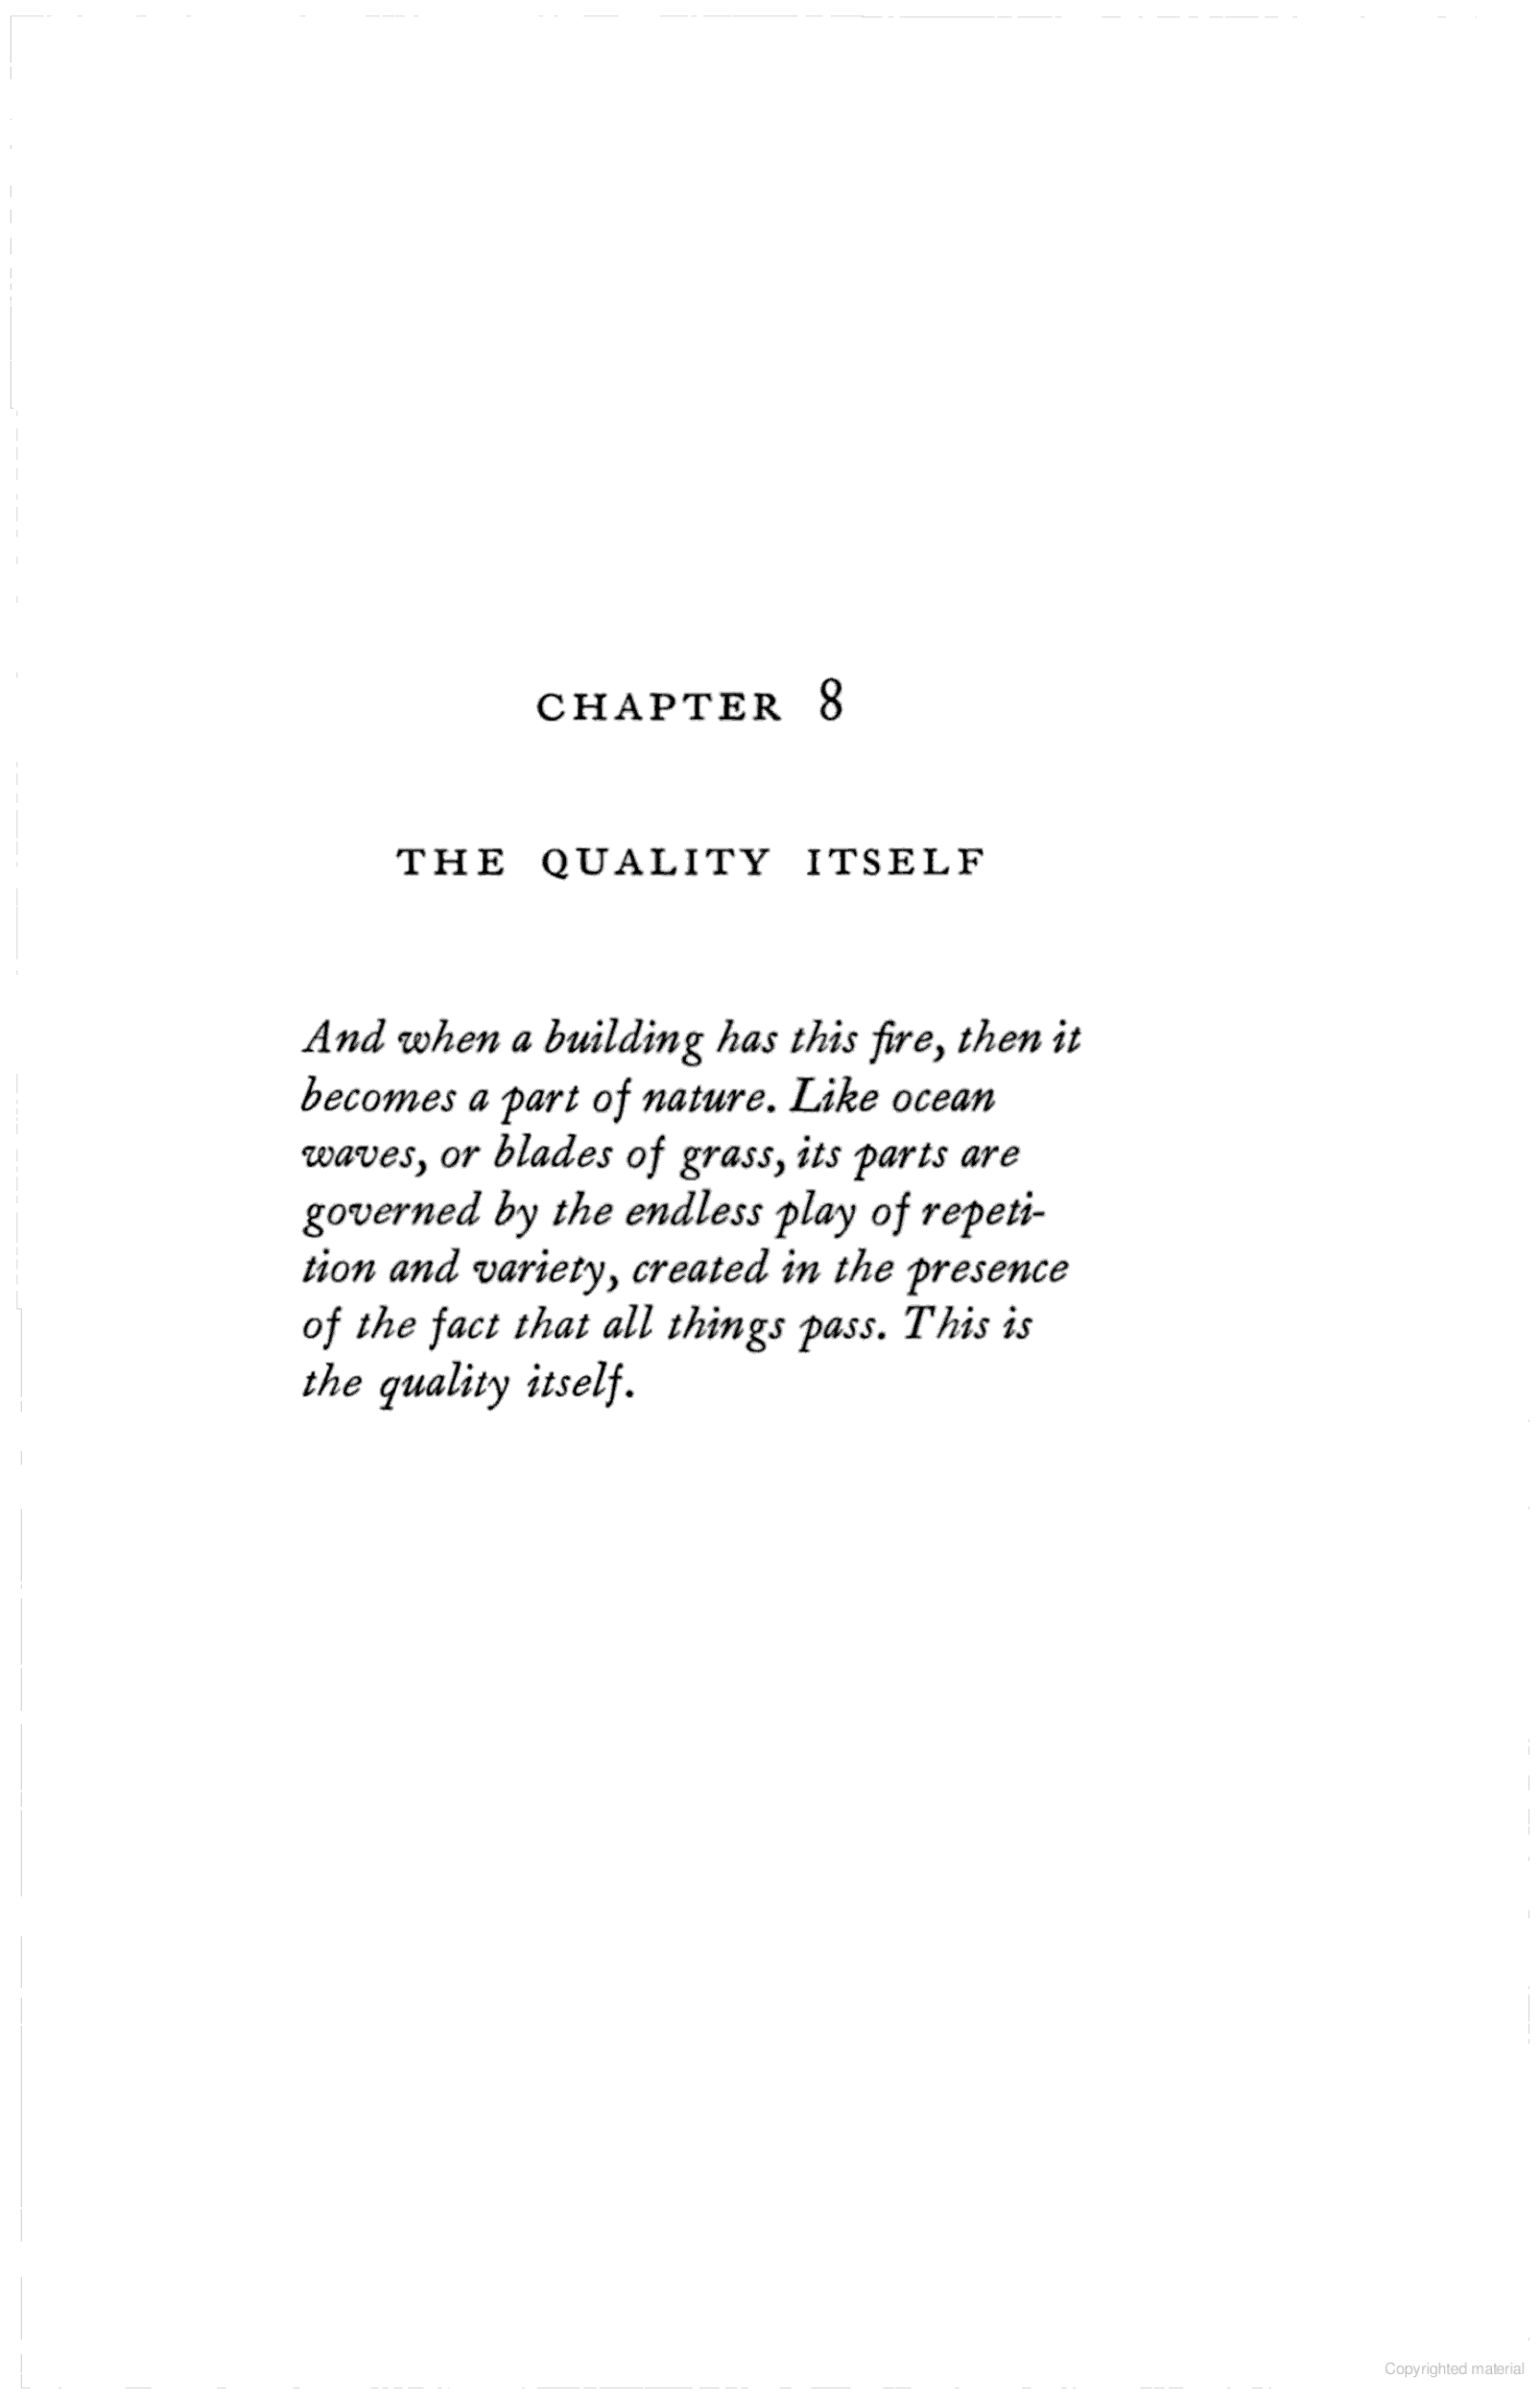 CHAPTER 8
THE QUALITY ITSELF
And when a building has this fire, then it
becomes a part of nature. Like ocean
waves, or blades of grass, its parts are
governed by the endless play of repeti-
tion and variety, created in the presence
of the fact that all things pass. This is
the quality itself.
Copyrighted material